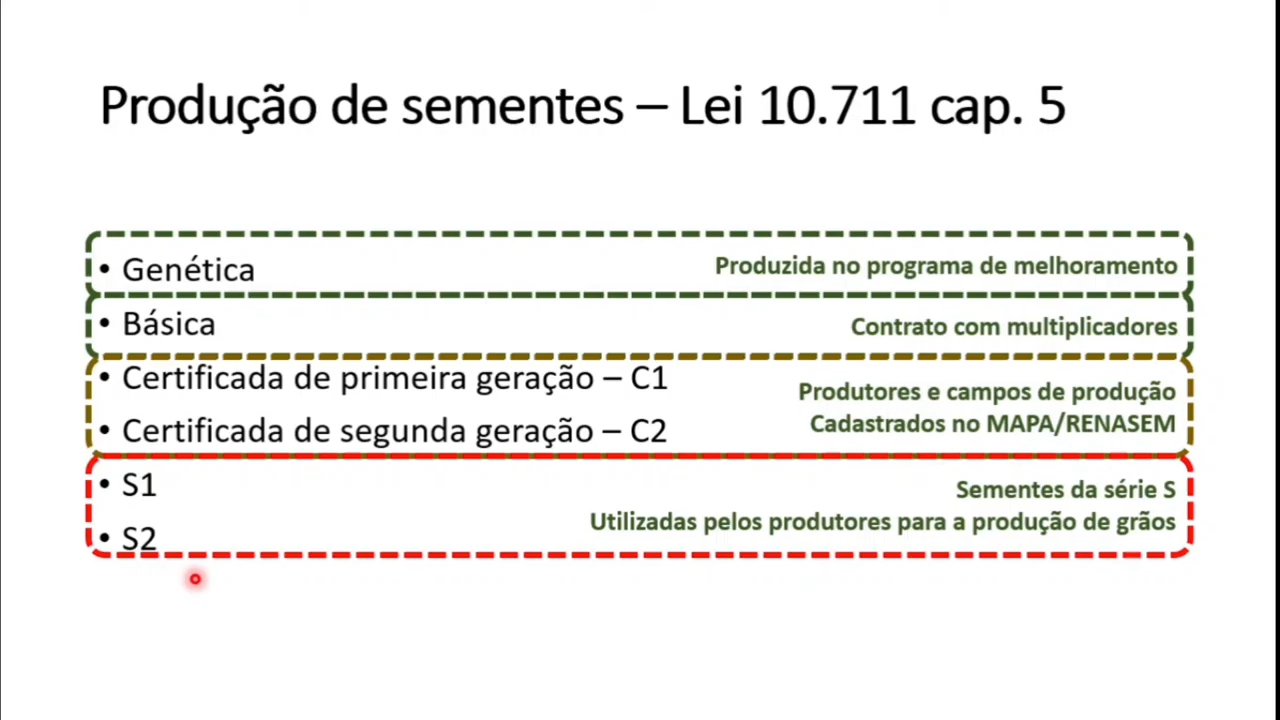 Produção de sementes – Lei 10.711 cap. 5
• Genética
Produzida no programa de melhoramento
• Básica
Contrato com multiplicadores
• Certificada de primeira geração – C1
• Certificada de segunda geração – C2
Produtores e campos de produção
Cadastrados no MAPA/RENASEM
• S1
• S2
Sementes da série S
Utilizadas pelos produtores para a produção de grãos